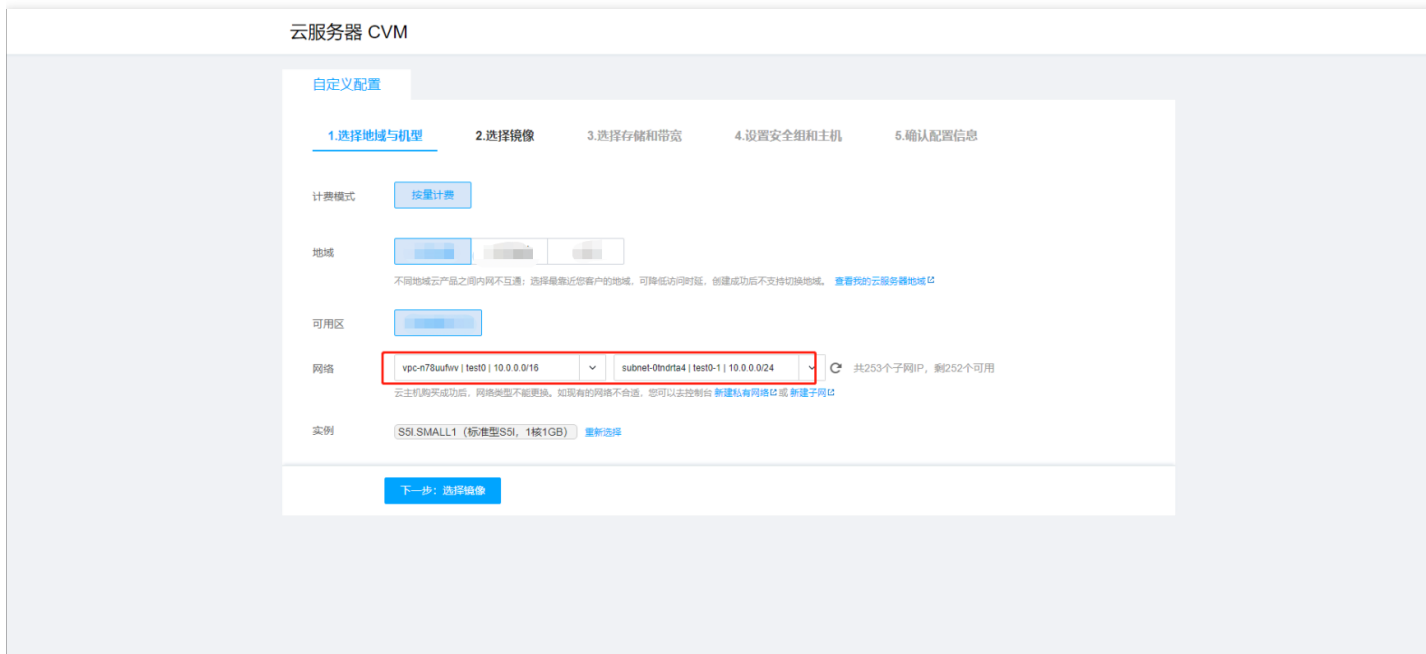 云服务器 CVM
自定义配置
1.选择地域与机型 2.选择镜像 3.选择存储和带宽 4.设置安全组和主机 5.确认配置信息
计费模式 按量计费
地域
不同地域云产品之间内网不互通；选择最靠近您客户的地域，可降低访问时延，创建成功后不支持切换地域。 查看我的云服务器地域
可用区
网络 vpc-n78uufwv | test0 | 10.0.0.0/16 subnet-0tndrta4 | test0-1 | 10.0.0.0/24 共253个子网IP，剩252个可用
云主机购买成功后，网络类型不能更换。如现有的网络不合适，您可以去控制台 新建私有网络 或 新建子网
实例 S5I.SMALL1（标准型S5I，1核1GB） 重新选择
下一步：选择镜像